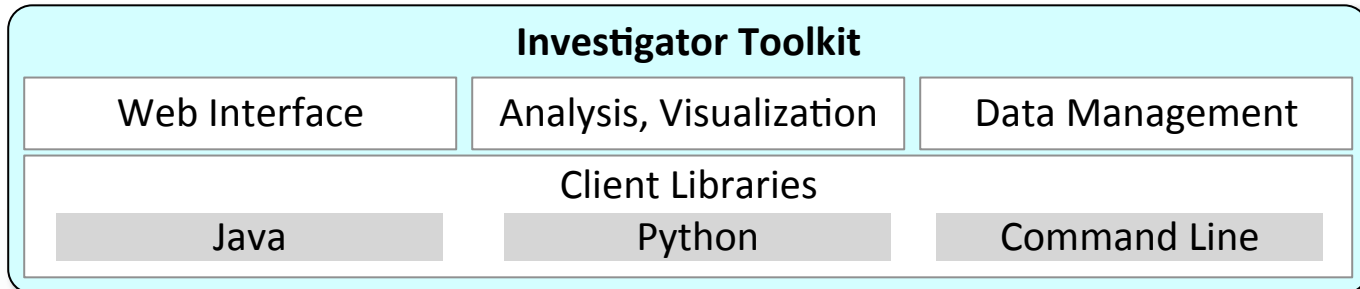 Investigator Toolkit
Web Interface
Analysis, Visualization
Data Management
Client Libraries
Java
Python
Command Line